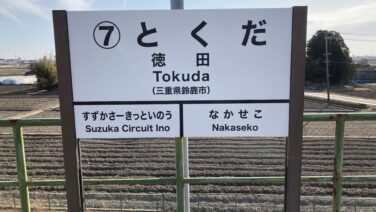 ⑦とくだ
徳田
Tokuda
(三重県鈴鹿市)
すずかさーきっといのう
Suzuka Circuit Ino
なかせこ
Nakaseko